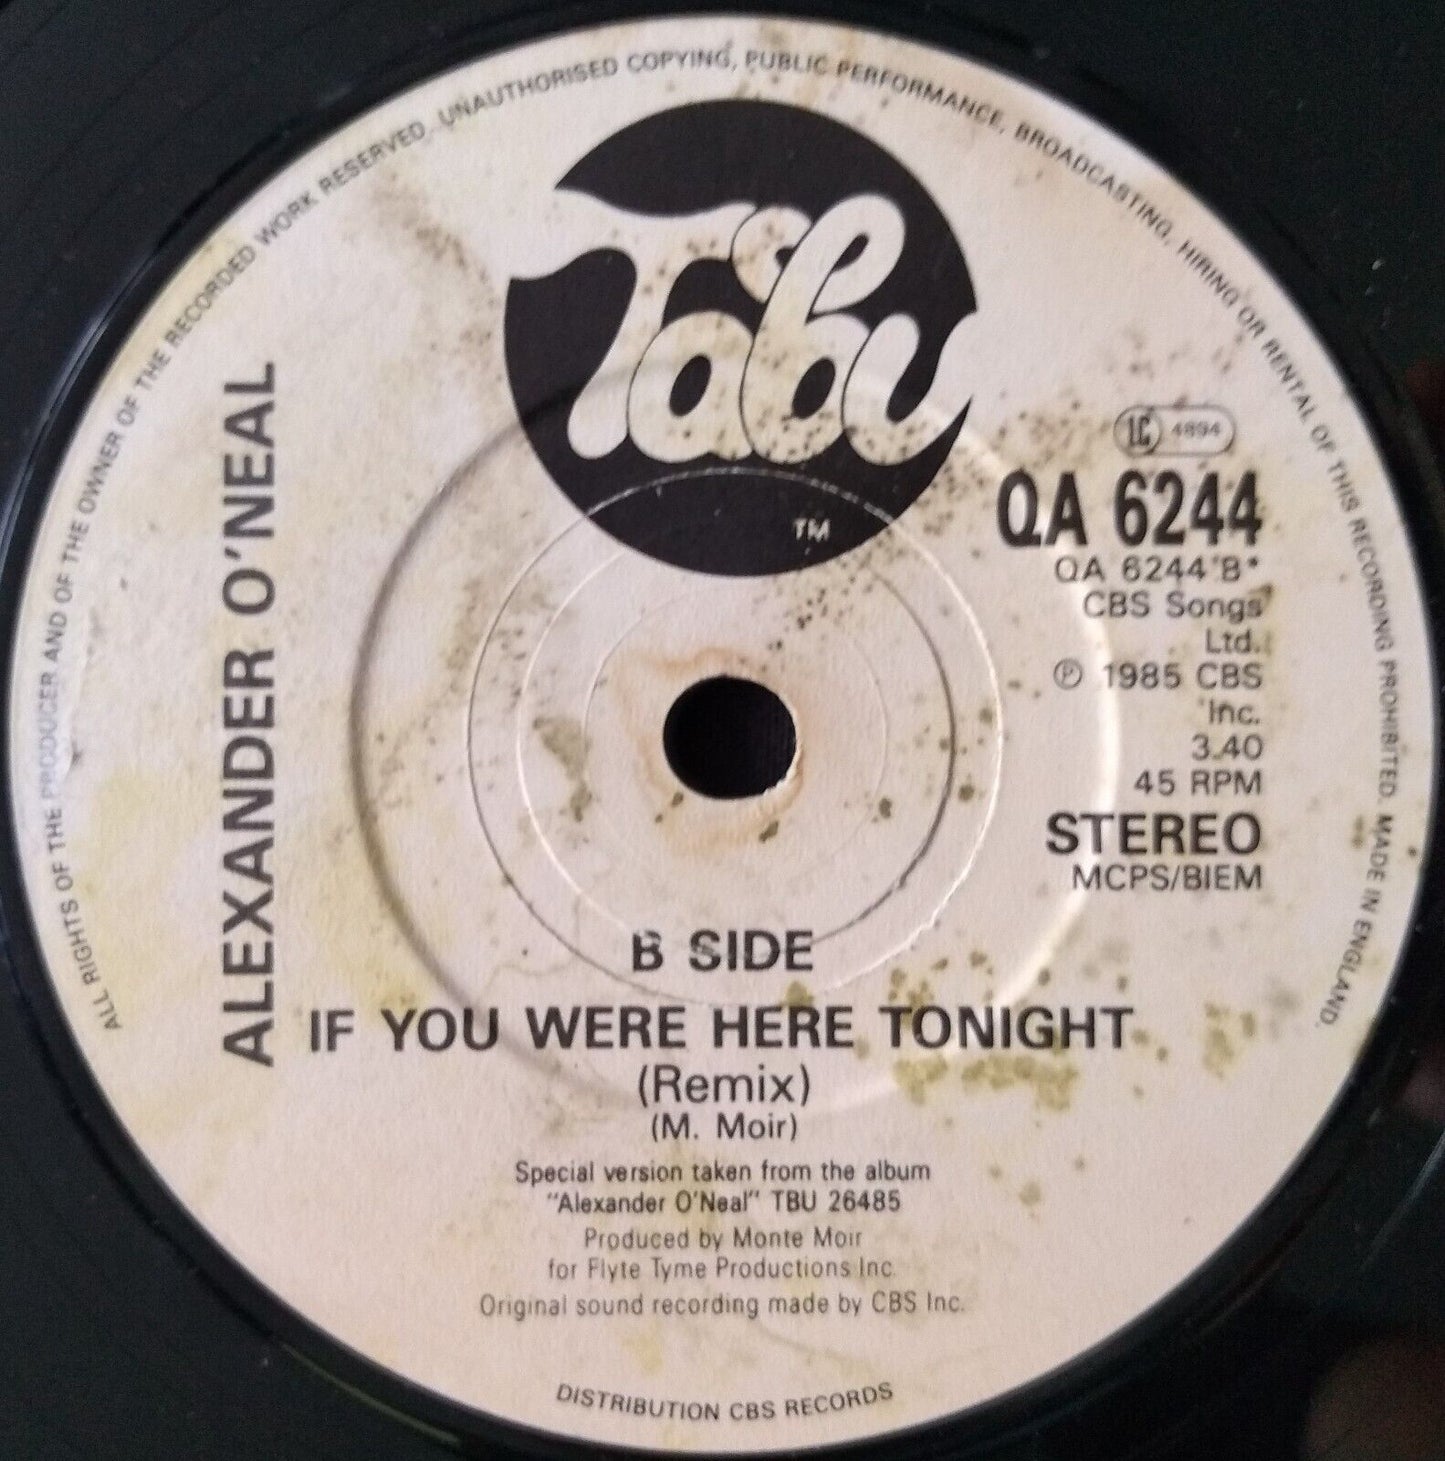 ALL RIGHTS OF THE PRODUCER AND OF THE OWNER OF THE RECORDED WORK RESERVED. UNAUTHORISED COPYING, PUBLIC PERFORMANCE, BROADCASTING, HIRING OR RENTAL OF THIS RECORDING PROHIBITED. MADE IN ENGLAND.
Tabu
TM
ALEXANDER O'NEAL
LC 4894
QA 6244
QA 6244 B*
CBS Songs
Ltd.
℗ 1985 CBS
Inc.
3.40
45 RPM
STEREO
MCPS/BIEM
B SIDE
IF YOU WERE HERE TONIGHT
(Remix)
(M. Moir)
Special version taken from the album
"Alexander O'Neal" TBU 26485
Produced by Monte Moir
for Flyte Tyme Productions Inc.
Original sound recording made by CBS Inc.
DISTRIBUTION CBS RECORDS